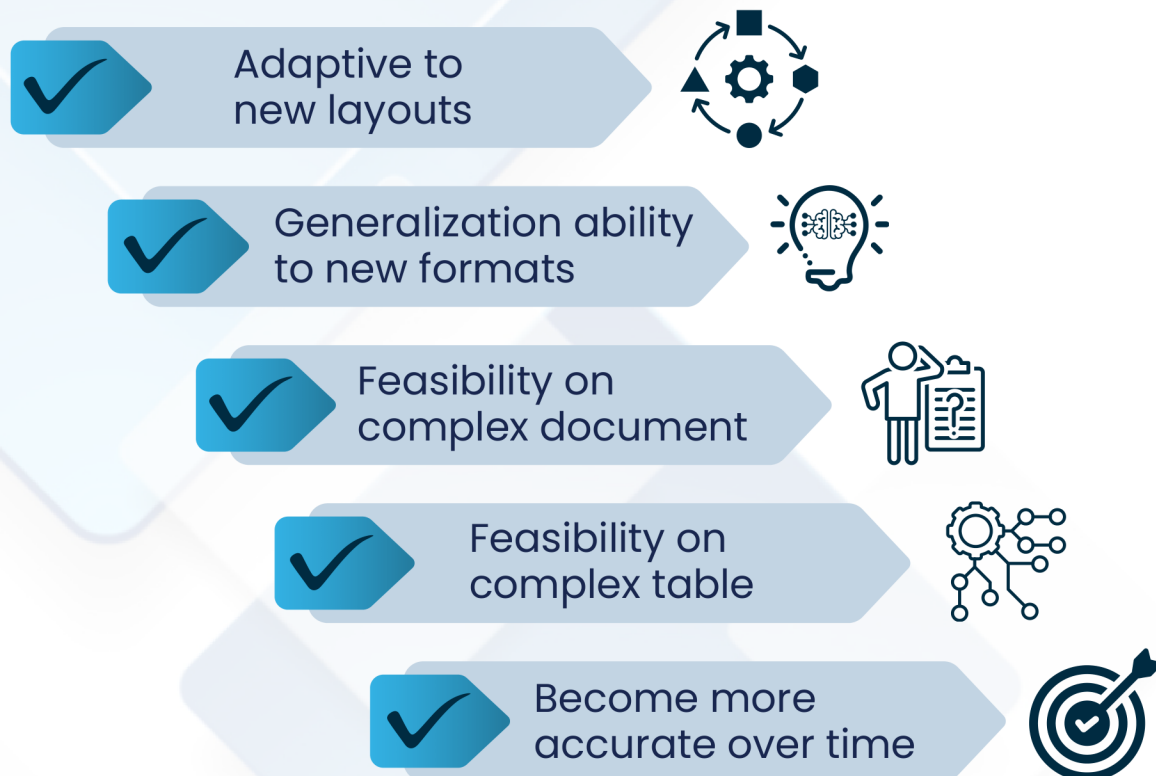 Adaptive to
new layouts
Generalization ability
to new formats
Feasibility on
complex document
Feasibility on
complex table
Become more
accurate over time